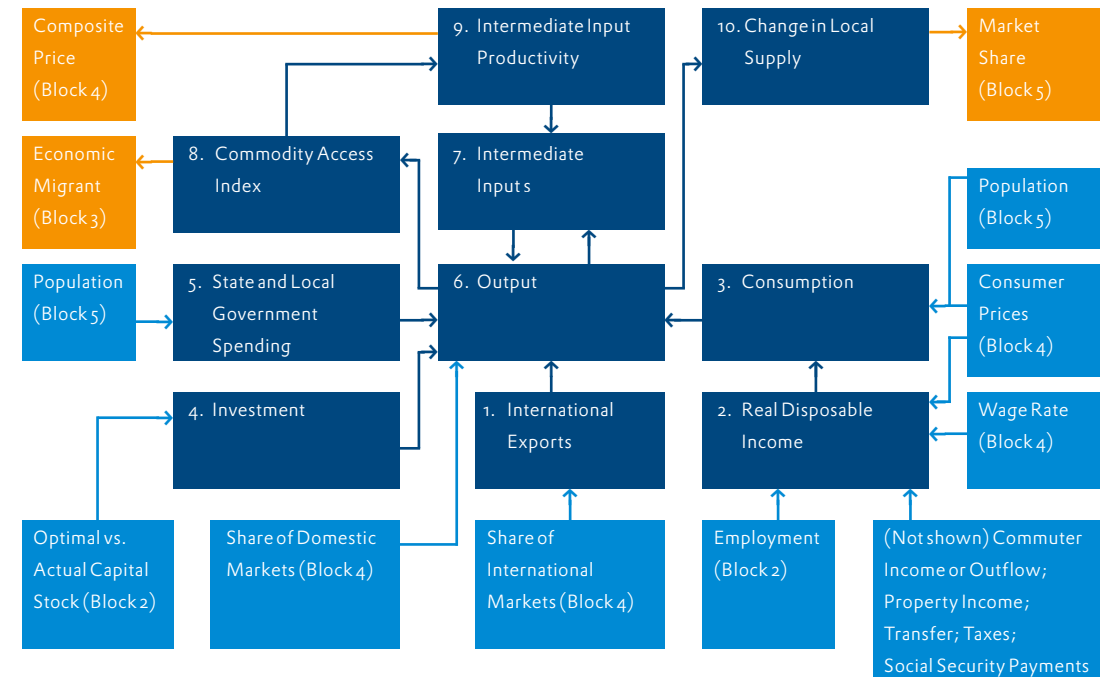 Composite
Price
(Block 4)
9. Intermediate Input
Productivity
10. Change in Local
Supply
Market
Share
(Block 5)
Economic
Migrant
(Block 3)
8. Commodity Access
Index
7. Intermediate
Inputs
Population
(Block 5)
Population
(Block 5)
5. State and Local
Government
Spending
6. Output
3. Consumption
Consumer
Prices
(Block 4)
4. Investment
1. International
Exports
2. Real Disposable
Income
Wage Rate
(Block 4)
Optimal vs.
Actual Capital
Stock (Block 2)
Share of Domestic
Markets (Block 4)
Share of
International
Markets (Block 4)
Employment
(Block 2)
(Not shown) Commuter
Income or Outflow;
Property Income;
Transfer; Taxes;
Social Security Payments